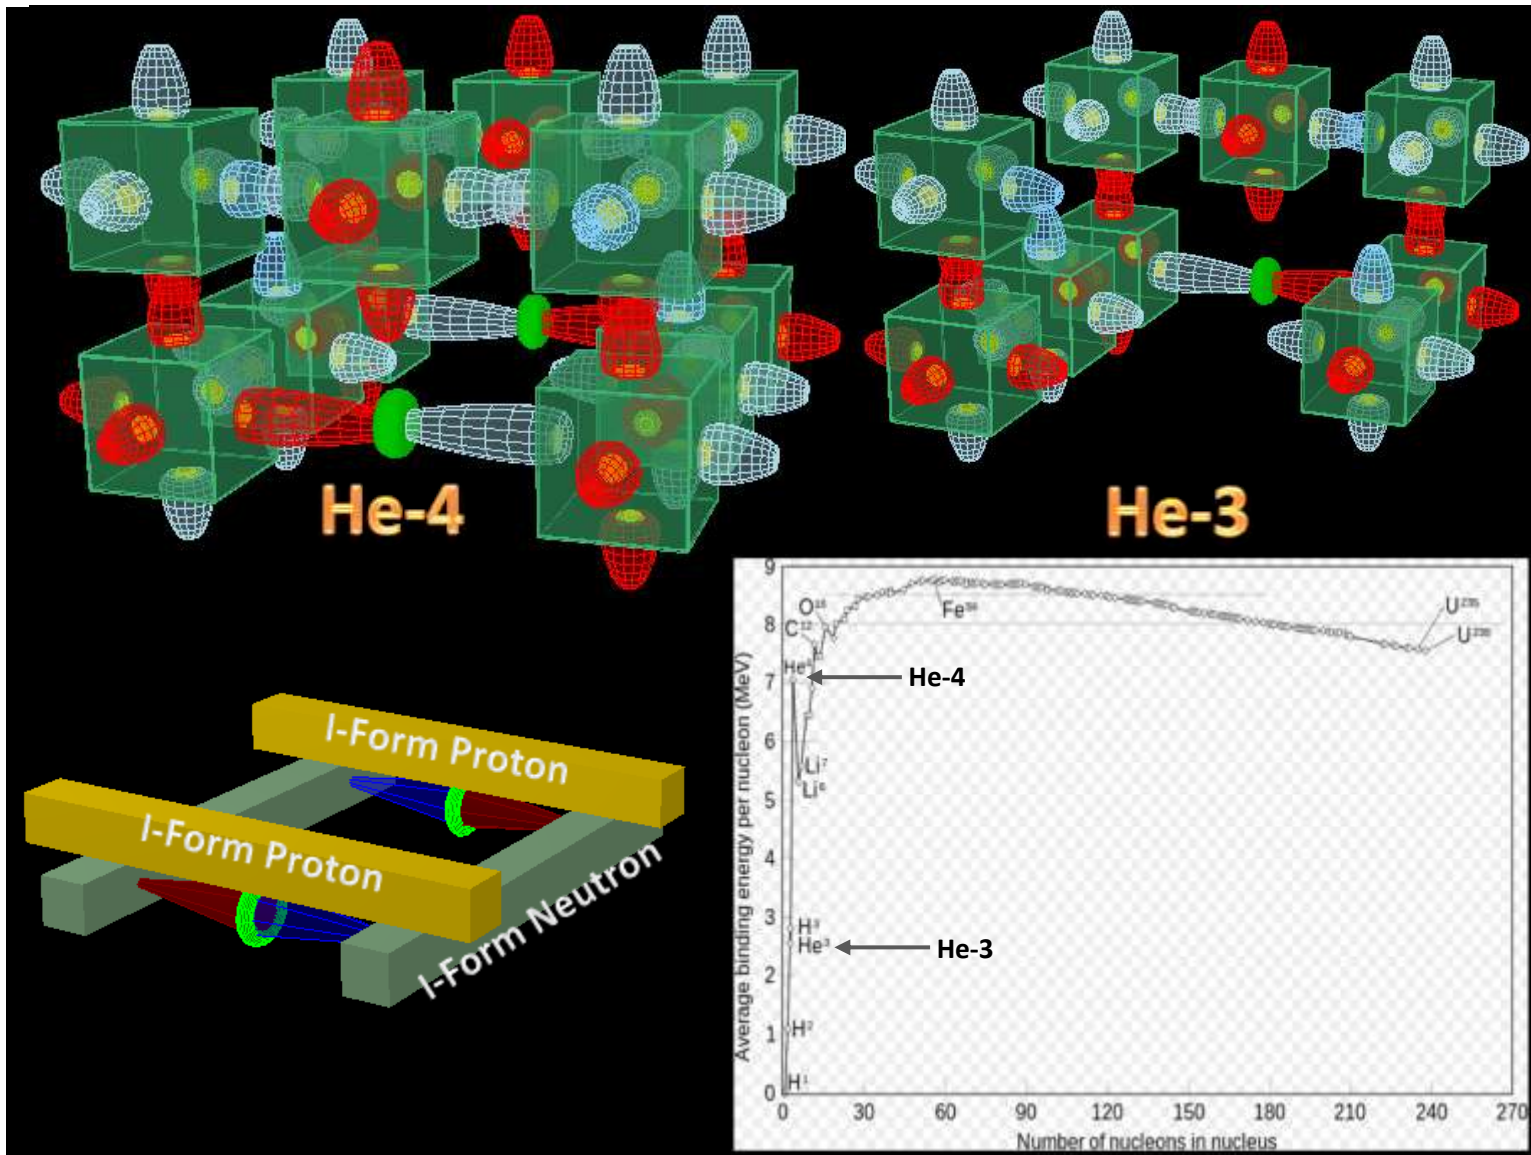 He-4
He-3
I-Form Proton
I-Form Proton
I-Form Neutron
Average binding energy per nucleon (MeV)
9
8
7
6
5
4
3
2
1
0
O¹⁶
C¹²
He⁴
He-4
Li⁷
Li⁶
H³
He³
He-3
H²
H¹
Fe⁵⁶
U²³⁵
U²³⁸
0 30 60 90 120 150 180 210 240 270
Number of nucleons in nucleus